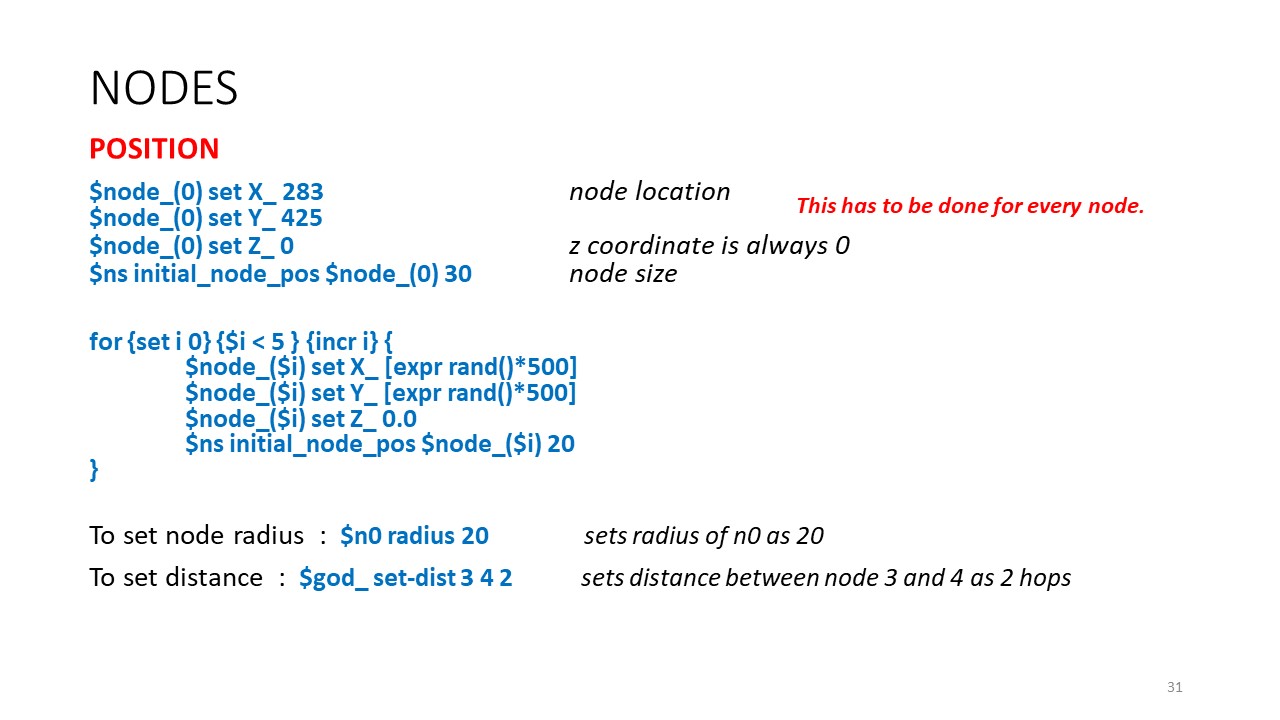 NODES
POSITION
$node_(0) set X_ 283 node location
This has to be done for every node.
$node_(0) set Y_ 425
$node_(0) set Z_ 0 z coordinate is always 0
$ns initial_node_pos $node_(0) 30 node size
for {set i 0} {$i < 5 } {incr i} {
$node_($i) set X_ [expr rand()*500]
$node_($i) set Y_ [expr rand()*500]
$node_($i) set Z_ 0.0
$ns initial_node_pos $node_($i) 20
}
To set node radius : $n0 radius 20 sets radius of n0 as 20
To set distance : $god_ set-dist 3 4 2 sets distance between node 3 and 4 as 2 hops
31